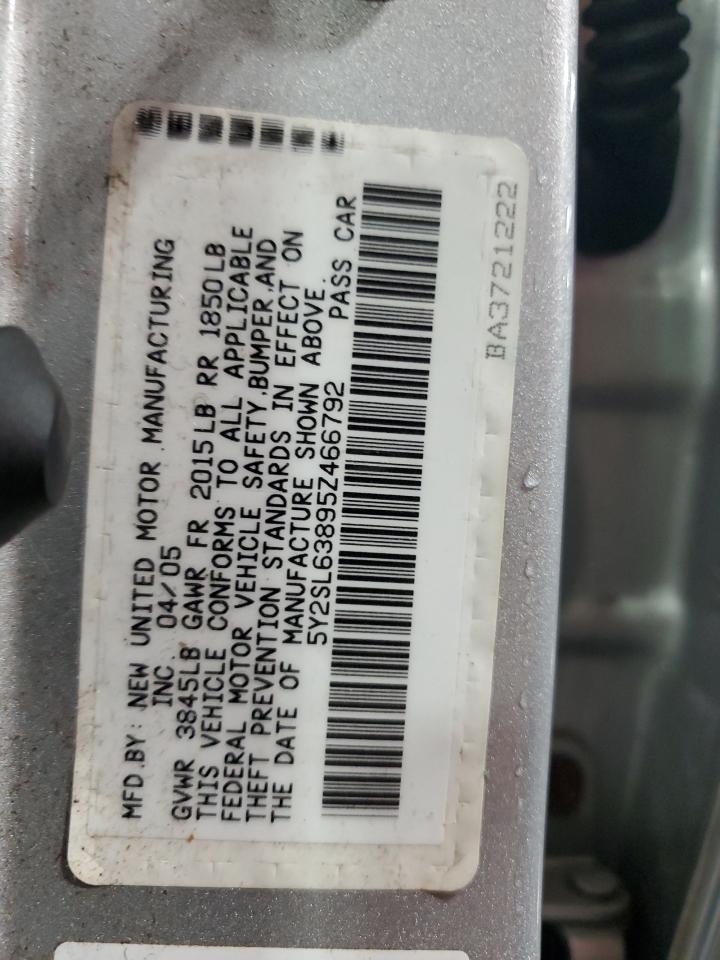 MFD.BY: NEW UNITED MOTOR MANUFACTURING
INC. 04/05
GVWR 3845LB GAWR FR 2015LB RR 1850LB
THIS VEHICLE CONFORMS TO ALL APPLICABLE
FEDERAL MOTOR VEHICLE SAFETY,BUMPER,AND
THEFT PREVENTION STANDARDS IN EFFECT ON
THE DATE OF MANUFACTURE SHOWN ABOVE.
5Y2SL63895Z466792 PASS CAR
BA3721222